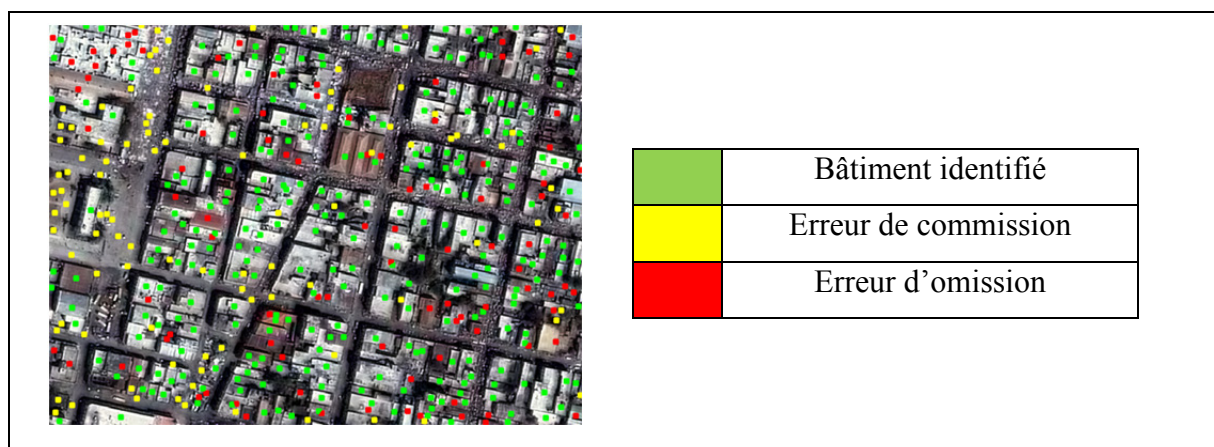 Bâtiment identifié
Erreur de commission
Erreur d’omission